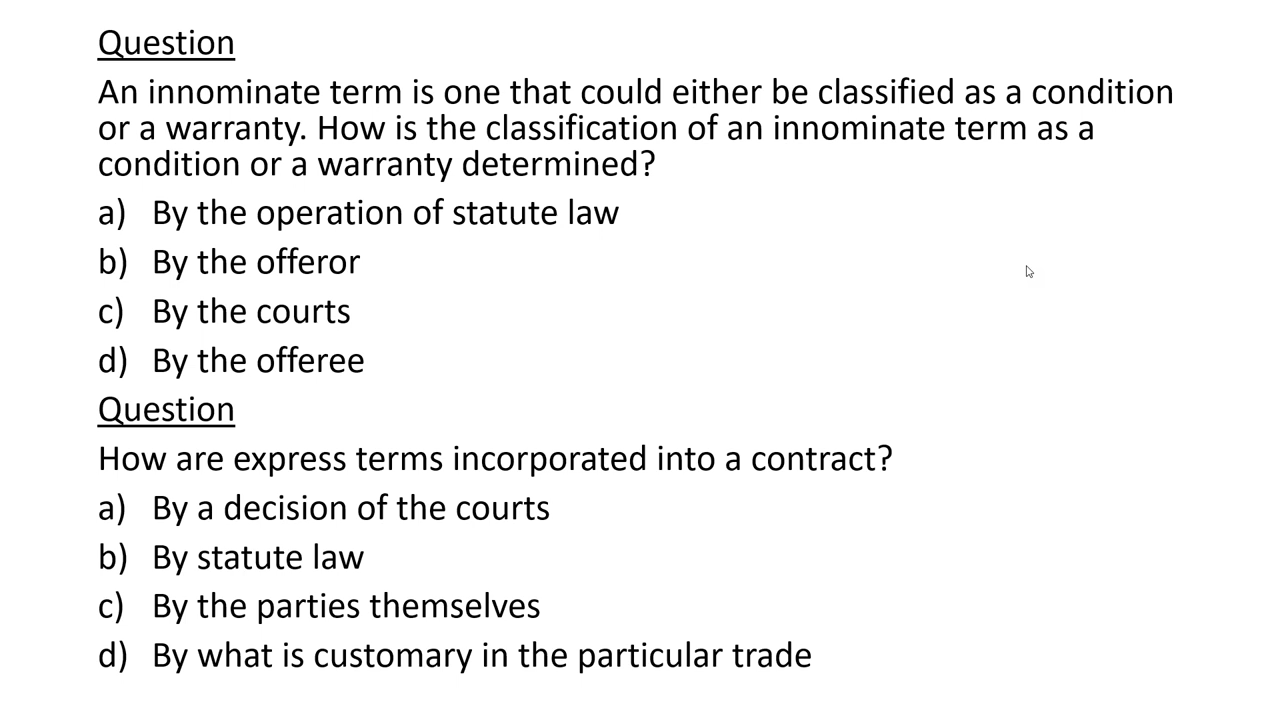 Question
An innominate term is one that could either be classified as a condition
or a warranty. How is the classification of an innominate term as a
condition or a warranty determined?
a) By the operation of statute law
b) By the offeror
c) By the courts
d) By the offeree
Question
How are express terms incorporated into a contract?
a) By a decision of the courts
b) By statute law
c) By the parties themselves
d) By what is customary in the particular trade